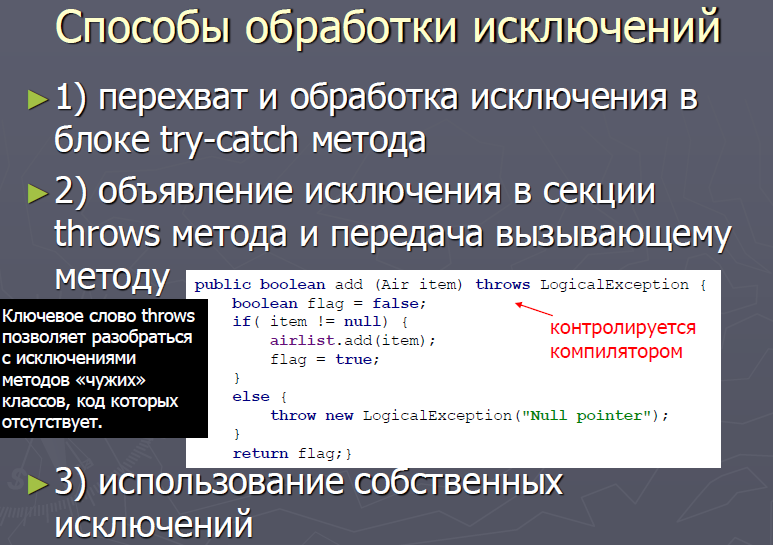 Способы обработки исключений
1) перехват и обработка исключения в
блоке try-catch метода
2) объявление исключения в секции
throws метода и передача вызывающему
методу
public boolean add (Air item) throws LogicalException {
boolean flag = false;
if( item != null) {
airlist.add(item);
flag = true;
}
else {
throw new LogicalException("Null pointer");
}
return flag;}
контролируется
компилятором
Ключевое слово throws
позволяет разобраться
с исключениями
методов «чужих»
классов, код которых
отсутствует.
3) использование собственных
исключений